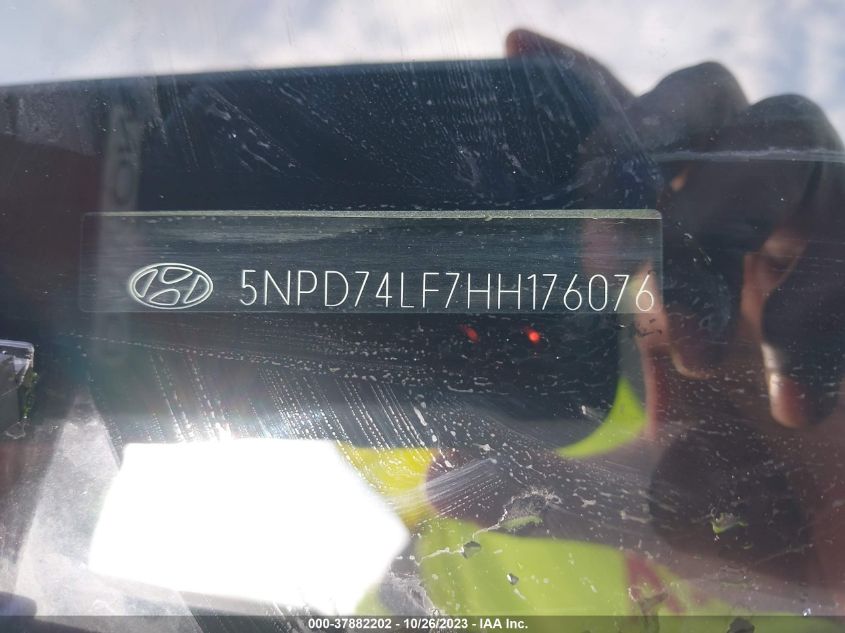 5NPD74LF7HH176076
000-37882202 - 10/26/2023 - IAA Inc.